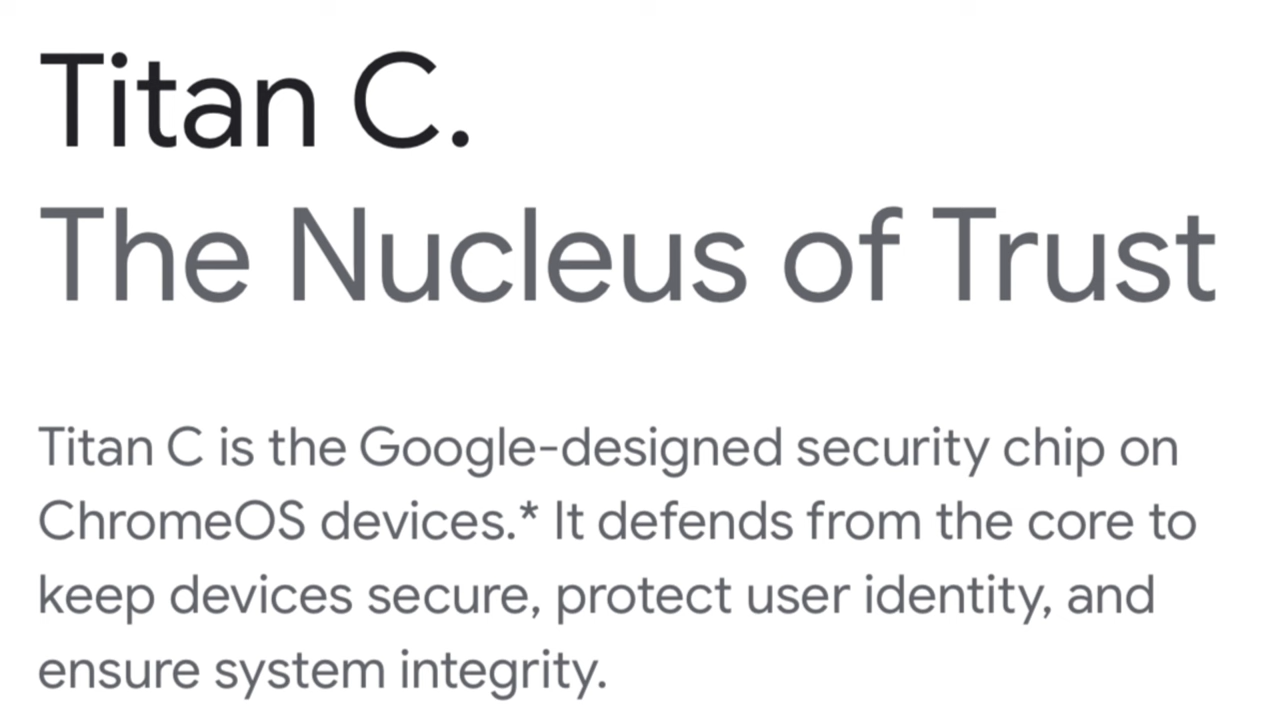 Titan C.
The Nucleus of Trust
Titan C is the Google-designed security chip on
ChromeOS devices.* It defends from the core to
keep devices secure, protect user identity, and
ensure system integrity.